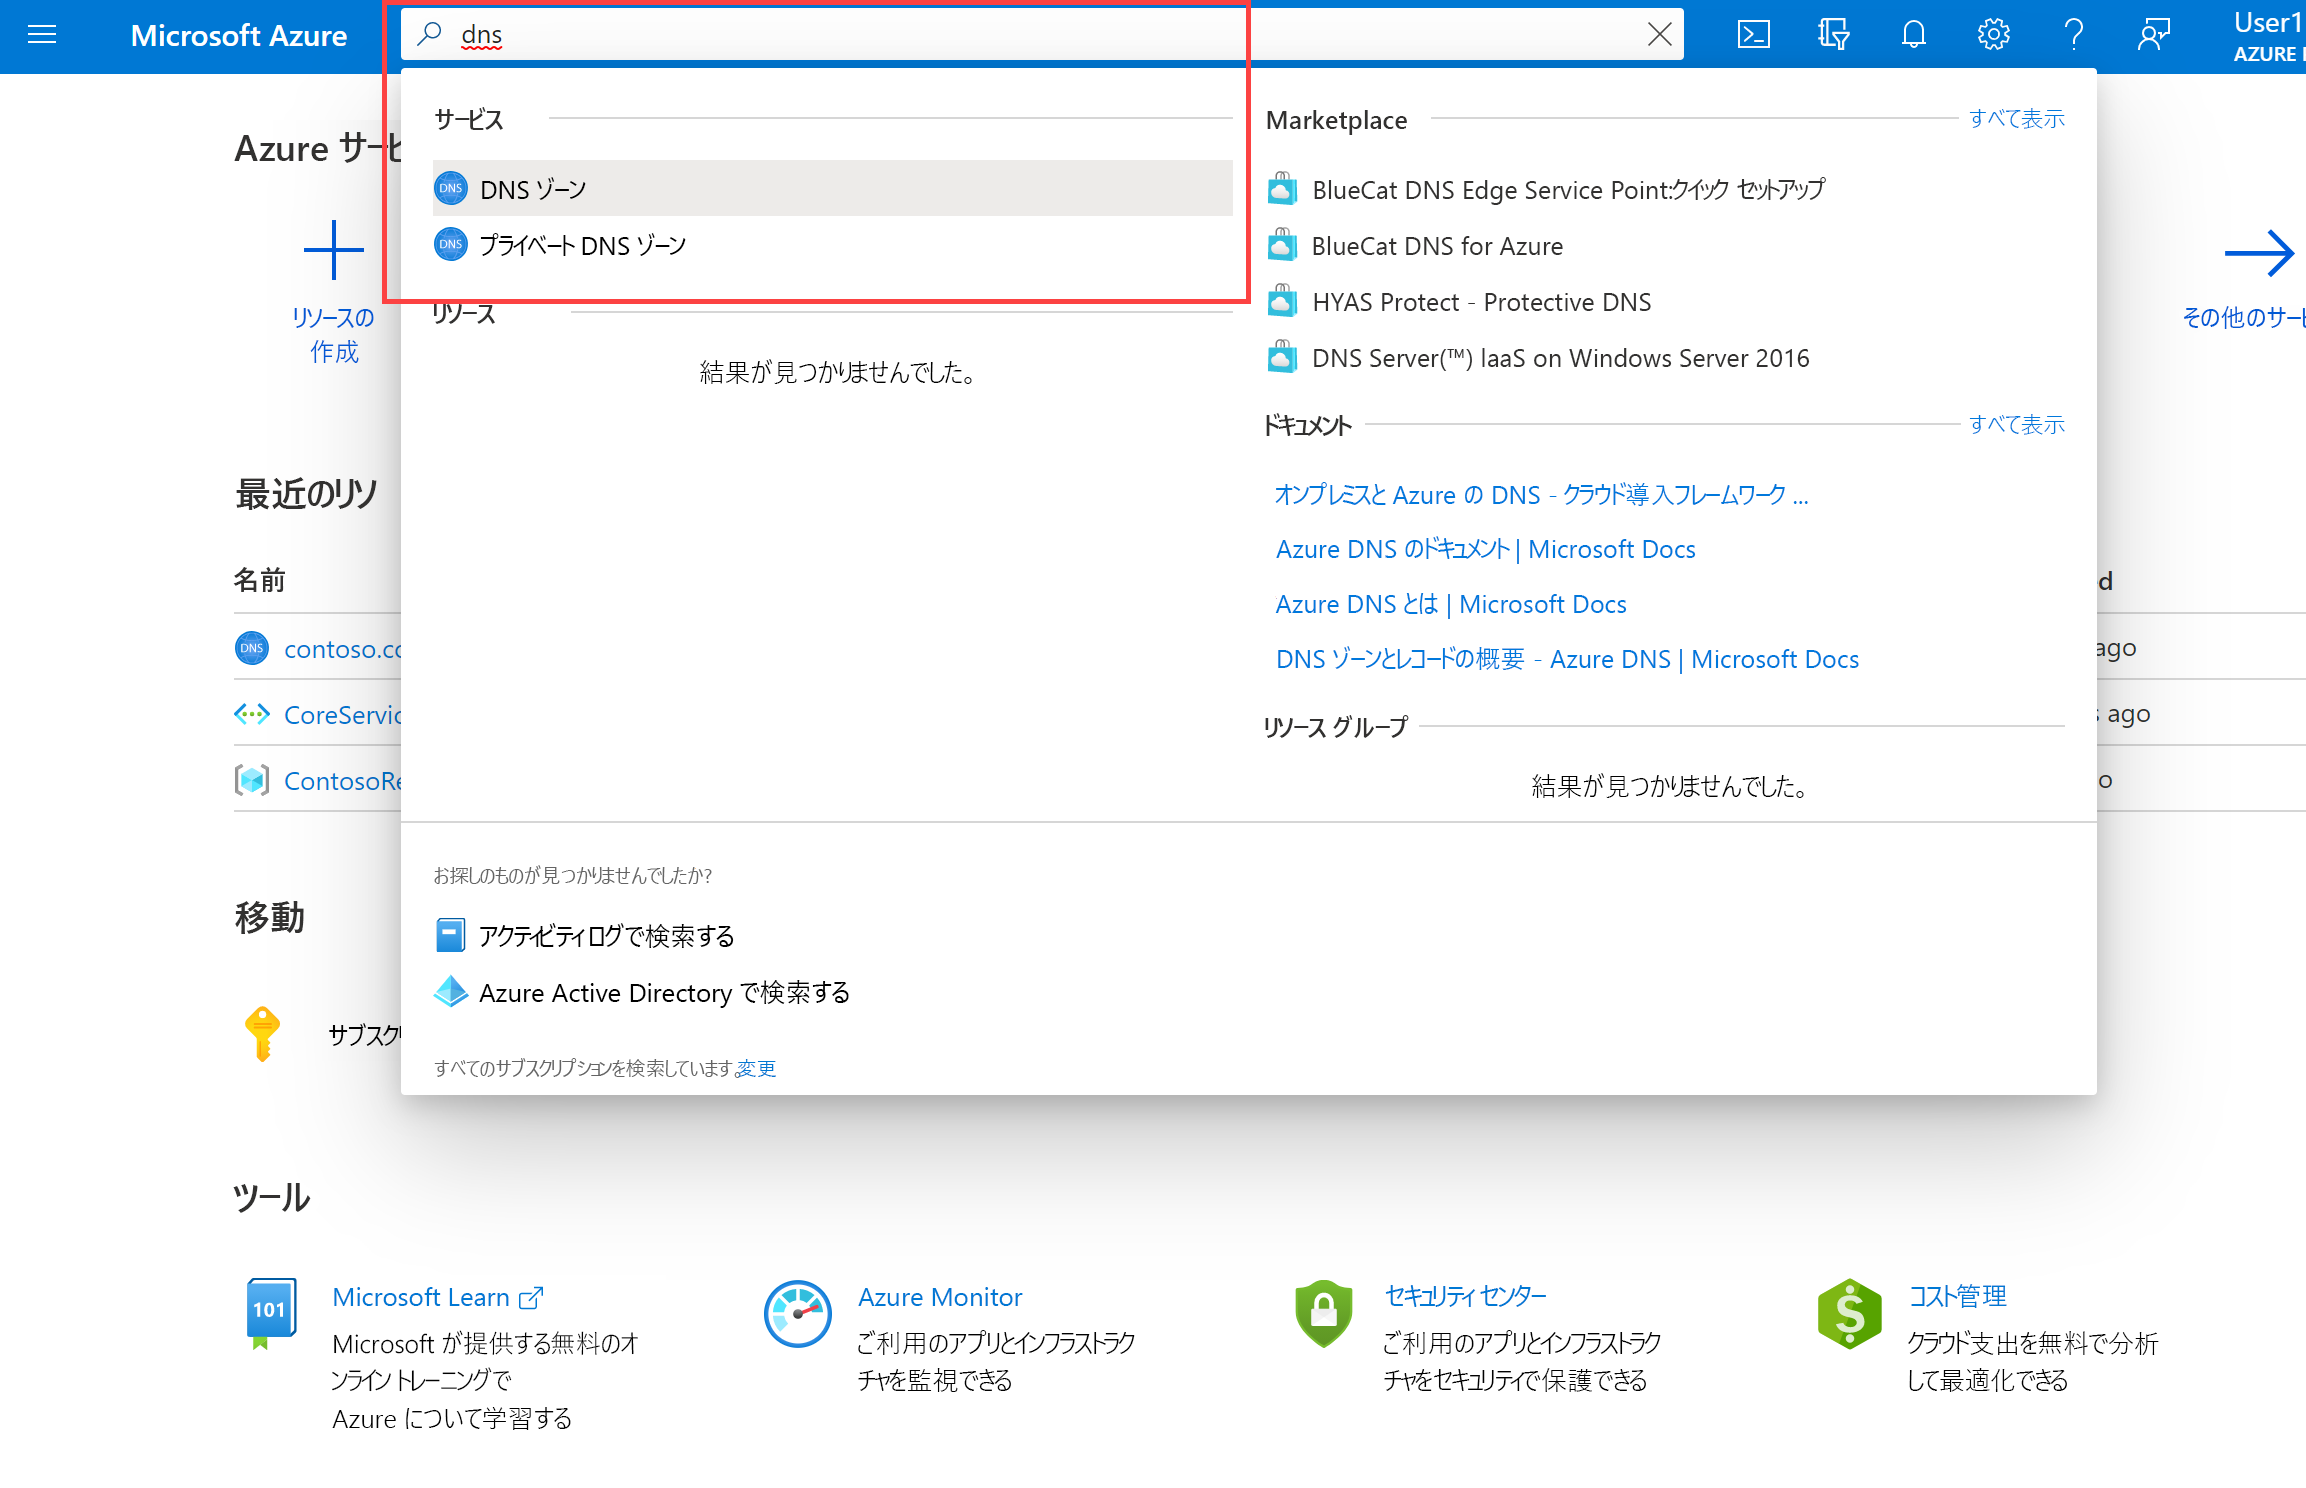 Microsoft Azure
dns
User1
AZURE
サービス
DNS ゾーン
プライベート DNS ゾーン
リソース
結果が見つかりませんでした。
Marketplace
すべて表示
BlueCat DNS Edge Service Point:クイック セットアップ
BlueCat DNS for Azure
HYAS Protect - Protective DNS
DNS Server(™) laaS on Windows Server 2016
ドキュメント
すべて表示
オンプレミスと Azure の DNS - クラウド導入フレームワーク ...
Azure DNS のドキュメント | Microsoft Docs
Azure DNS とは | Microsoft Docs
DNS ゾーンとレコードの概要 - Azure DNS | Microsoft Docs
リソース グループ
結果が見つかりませんでした。
お探しのものが見つかりませんでしたか?
アクティビティ ログで検索する
Azure Active Directory で検索する
すべてのサブスクリプションを検索しています。変更
Azure サービ
リソースの
作成
その他のサー
最近のリソ
名前
DNS contoso.co
ago
CoreServic
ago
ContosoRe
移動
サブスク
ツール
101
Microsoft Learn
Microsoft が提供する無料のオ
ンライン トレーニングで
Azure について学習する
Azure Monitor
ご利用のアプリとインフラストラク
チャを監視できる
セキュリティ センター
ご利用のアプリとインフラストラク
チャをセキュリティで保護できる
コスト管理
クラウド支出を無料で分析
して最適化できる